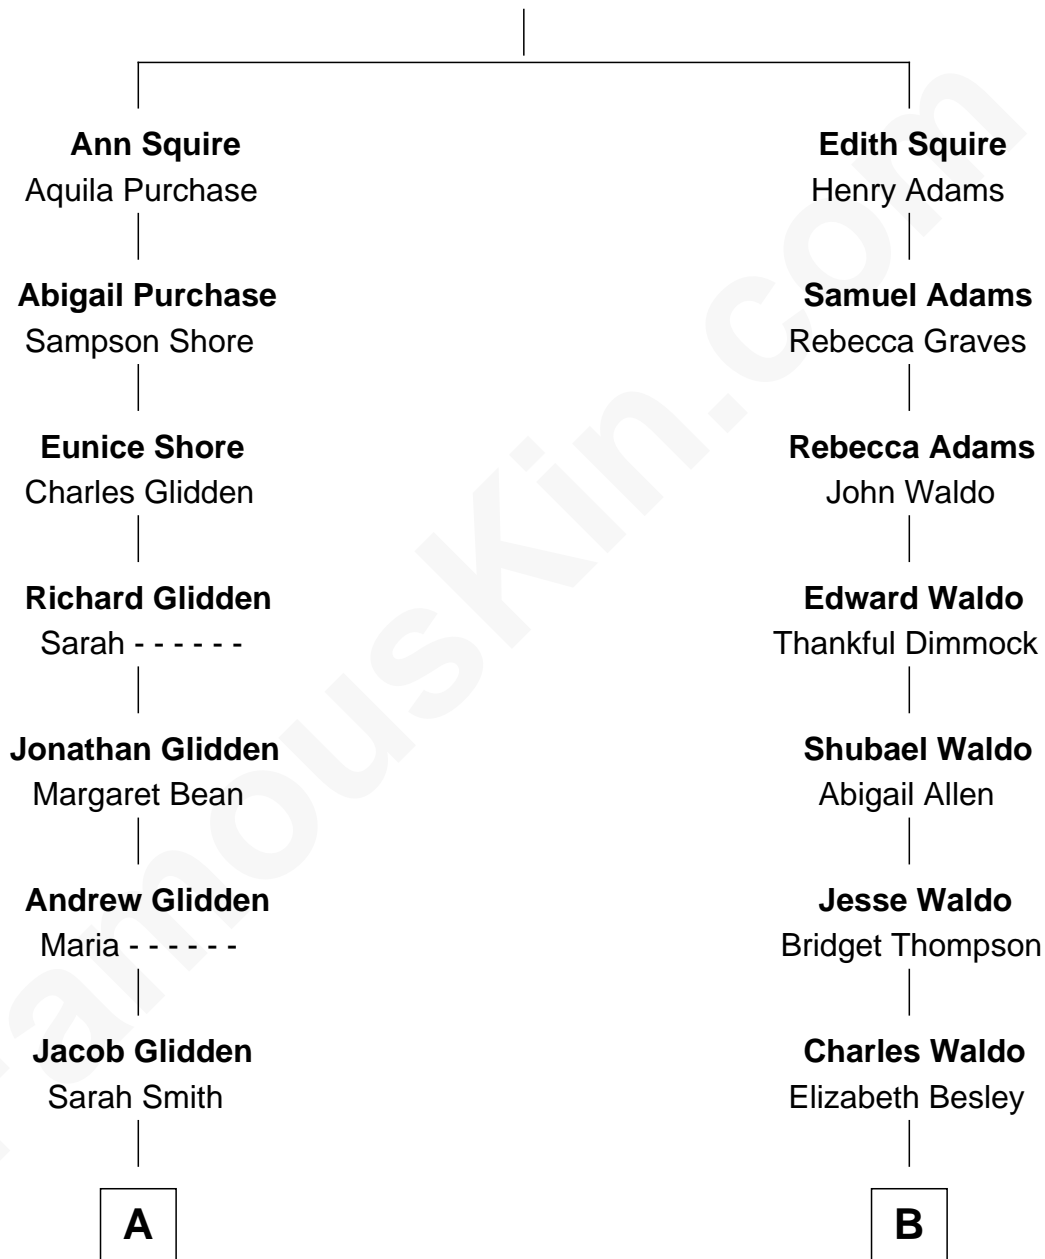 Ann Squire
Aquila Purchase
Abigail Purchase
Sampson Shore
Eunice Shore
Charles Glidden
Richard Glidden
Sarah - - - - - -
Jonathan Glidden
Margaret Bean
Andrew Glidden
Maria - - - - - -
Jacob Glidden
Sarah Smith
A
Edith Squire
Henry Adams
Samuel Adams
Rebecca Graves
Rebecca Adams
John Waldo
Edward Waldo
Thankful Dimmock
Shubael Waldo
Abigail Allen
Jesse Waldo
Bridget Thompson
Charles Waldo
Elizabeth Besley
B
FamousKin.com